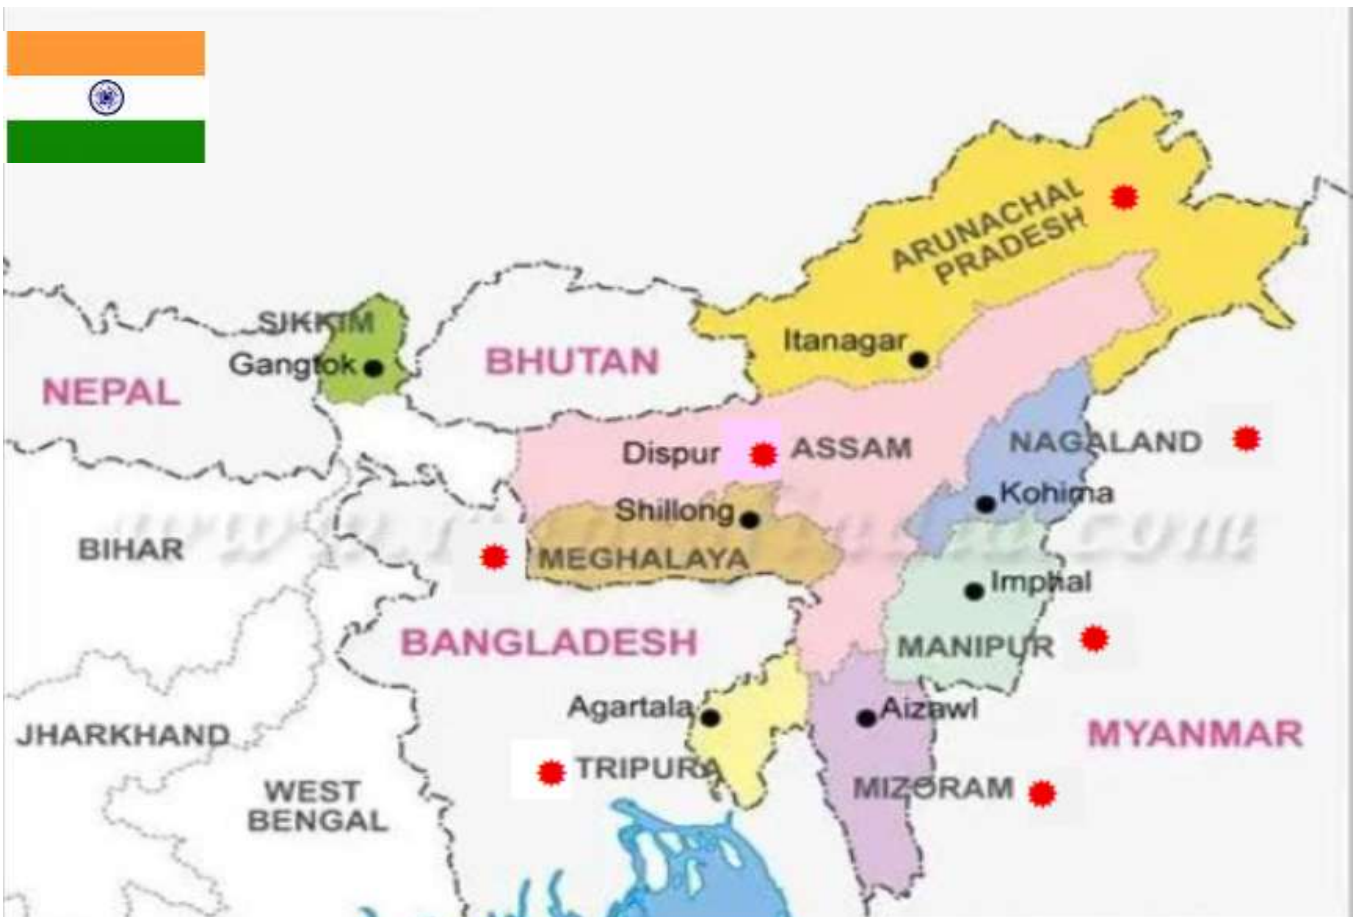 ARUNACHAL
PRADESH
SIKKIM
Itanagar
Gangtok
BHUTAN
NEPAL
Dispur
ASSAM
NAGALAND
Kohima
Shillong
BIHAR
MEGHALAYA
Imphal
BANGLADESH
MANIPUR
Agartala
Aizawl
JHARKHAND
MYANMAR
TRIPURA
MIZORAM
WEST
BENGAL